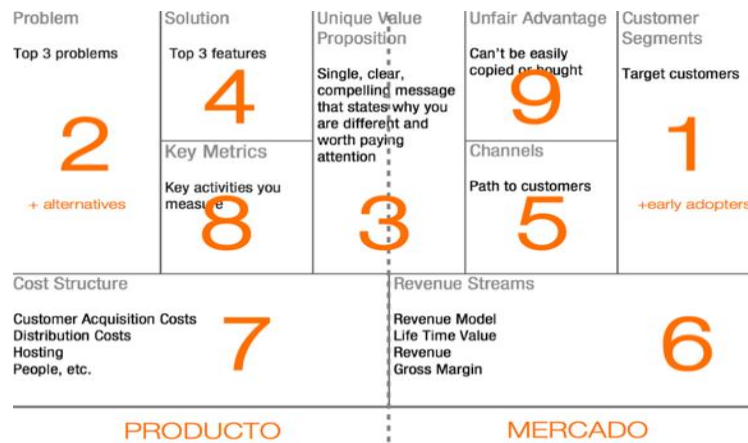 Problem
Top 3 problems
2
+ alternatives
Solution
Top 3 features
4
Key Metrics
Key activities you
measure
8
Unique Value
Proposition
Single, clear,
compelling message
that states why you
are different and
worth paying
attention
3
Unfair Advantage
Can't be easily
copied or bought
9
Channels
Path to customers
5
Customer
Segments
Target customers
1
+early adopters
Cost Structure
Customer Acquisition Costs
Distribution Costs
Hosting
People, etc.
7
Revenue Streams
Revenue Model
Life Time Value
Revenue
Gross Margin
6
PRODUCTO
MERCADO